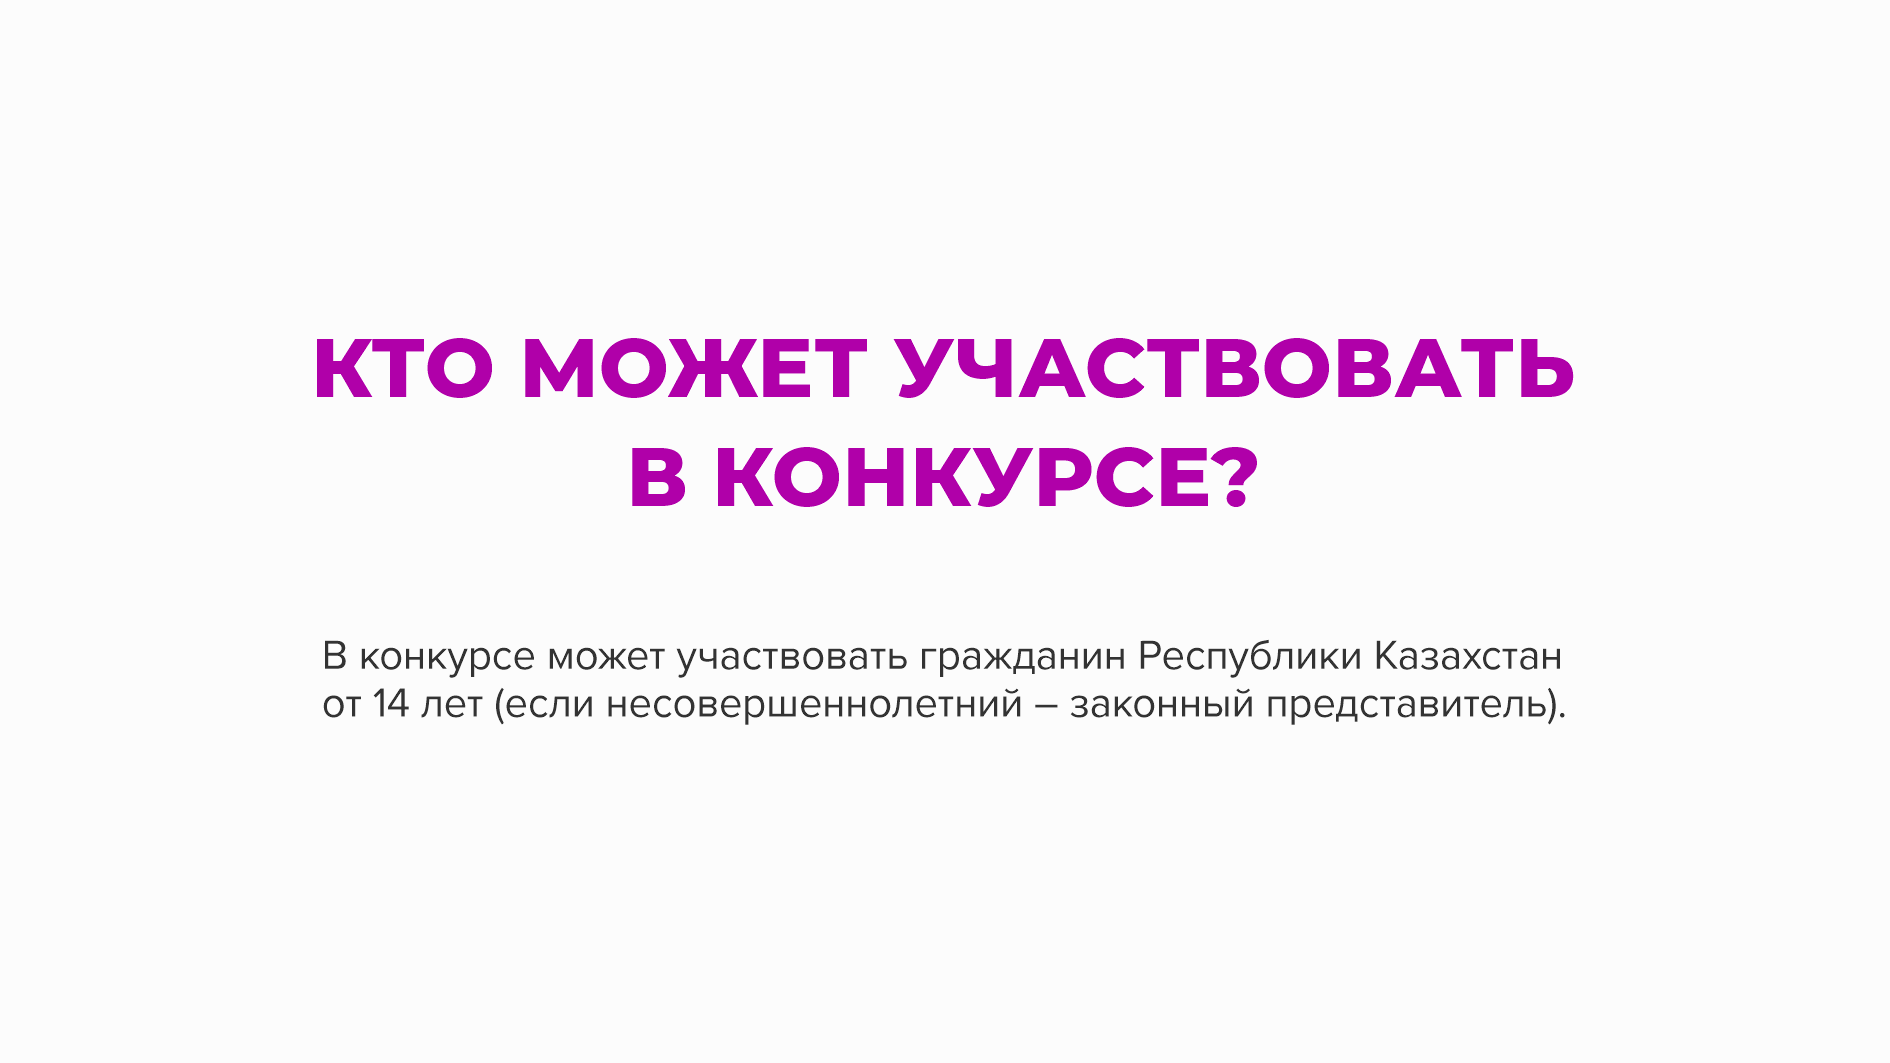 КТО МОЖЕТ УЧАСТВОВАТЬ
В КОНКУРСЕ?
В конкурсе может участвовать гражданин Республики Казахстан
от 14 лет (если несовершеннолетний – законный представитель).